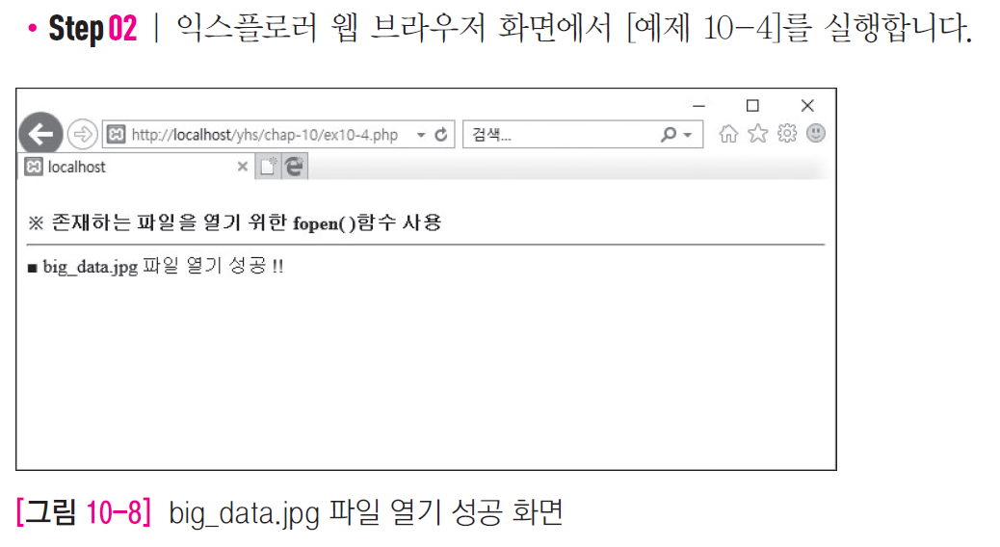 • Step 02 | 익스플로러 웹 브라우저 화면에서 [예제 10-4]를 실행합니다.
http://localhost/yhs/chap-10/ex10-4.php 검색...
localhost
※ 존재하는 파일을 열기 위한 fopen( )함수 사용
■ big_data.jpg 파일 열기 성공 !!
[그림 10-8] big_data.jpg 파일 열기 성공 화면